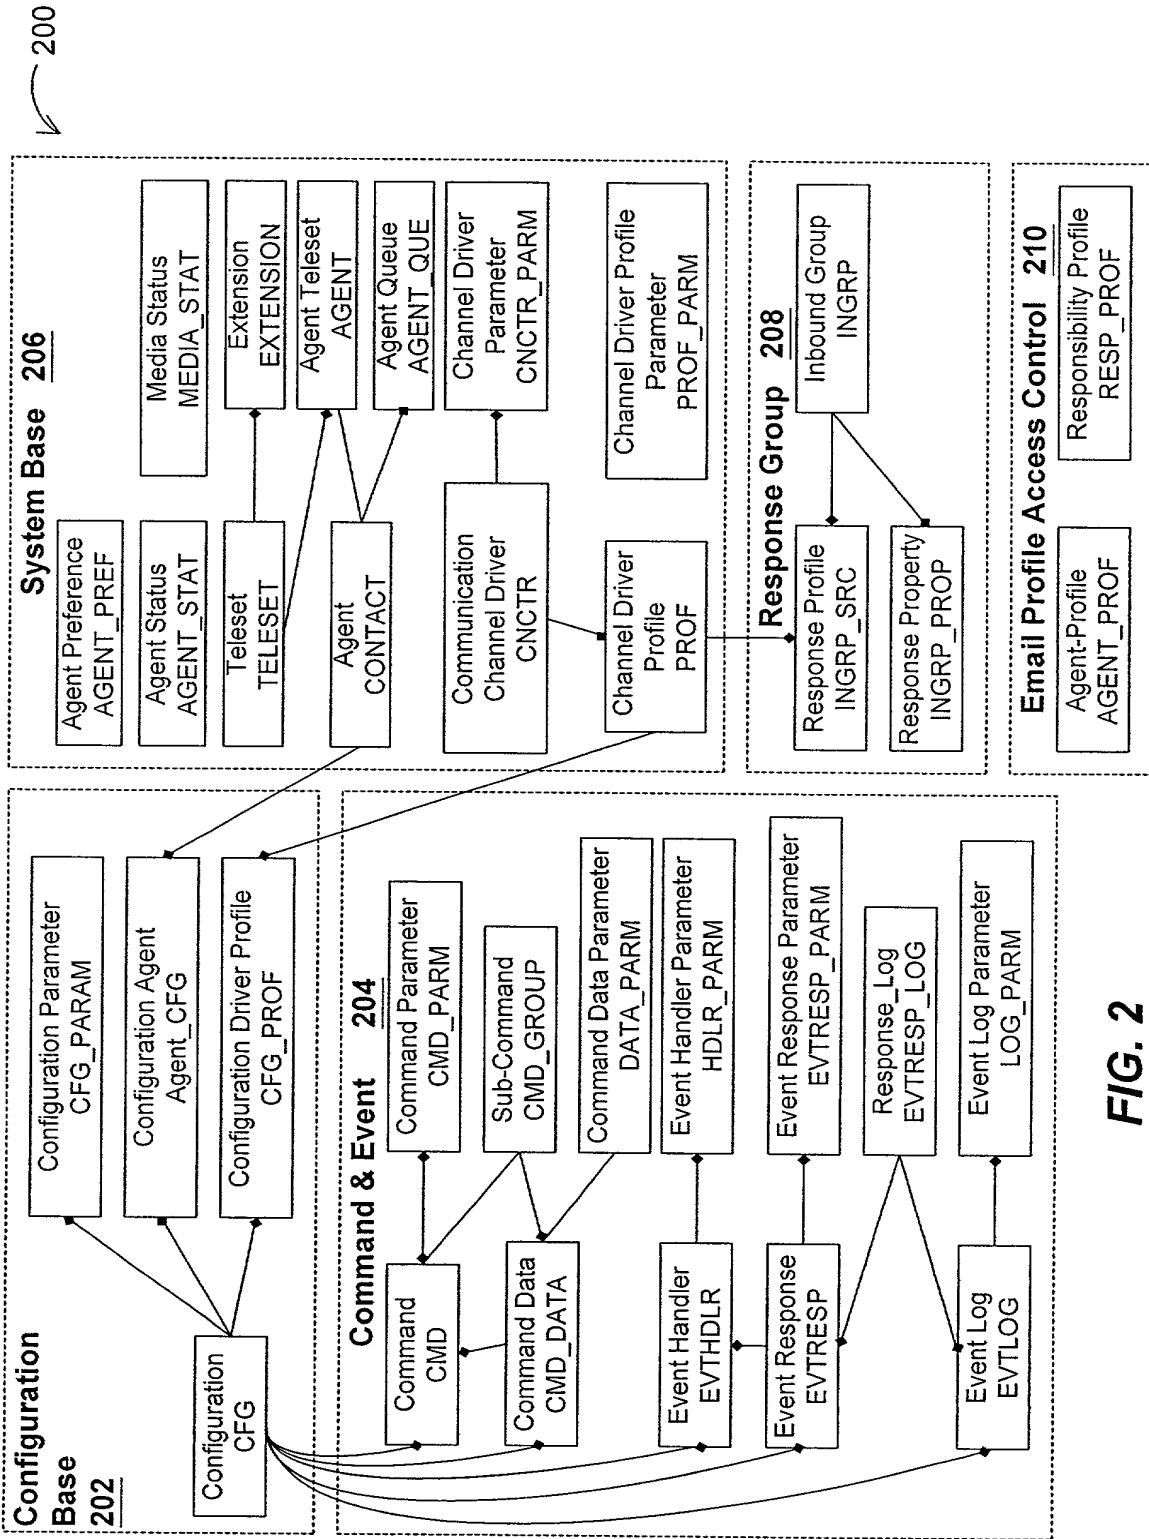 200
Configuration
Base
202
Configuration
CFG
Configuration Parameter
CFG_PARAM
Configuration Agent
Agent_CFG
Configuration Driver Profile
CFG_PROF
System Base 206
Agent Preference
AGENT_PREF
Agent Status
AGENT_STAT
Media Status
MEDIA_STAT
Teleset
TELESET
Extension
EXTENSION
Agent Teleset
AGENT
Agent
CONTACT
Agent Queue
AGENT_QUE
Communication
Channel Driver
CNCTR
Channel Driver
Parameter
CNCTR_PARM
Channel Driver
Profile
PROF
Channel Driver Profile
Parameter
PROF_PARM
Command & Event 204
Command
CMD
Command Parameter
CMD_PARM
Sub-Command
CMD_GROUP
Command Data
CMD_DATA
Command Data Parameter
DATA_PARM
Event Handler
EVTHDLR
Event Handler Parameter
HDLR_PARM
Event Response
EVTRESP
Event Response Parameter
EVTRESP_PARM
Response_Log
EVTRESP_LOG
Event Log
EVTLOG
Event Log Parameter
LOG_PARM
Response Group 208
Response Profile
INGRP_SRC
Inbound Group
INGRP
Response Property
INGRP_PROP
Email Profile Access Control 210
Agent-Profile
AGENT_PROF
Responsibility Profile
RESP_PROF
FIG. 2